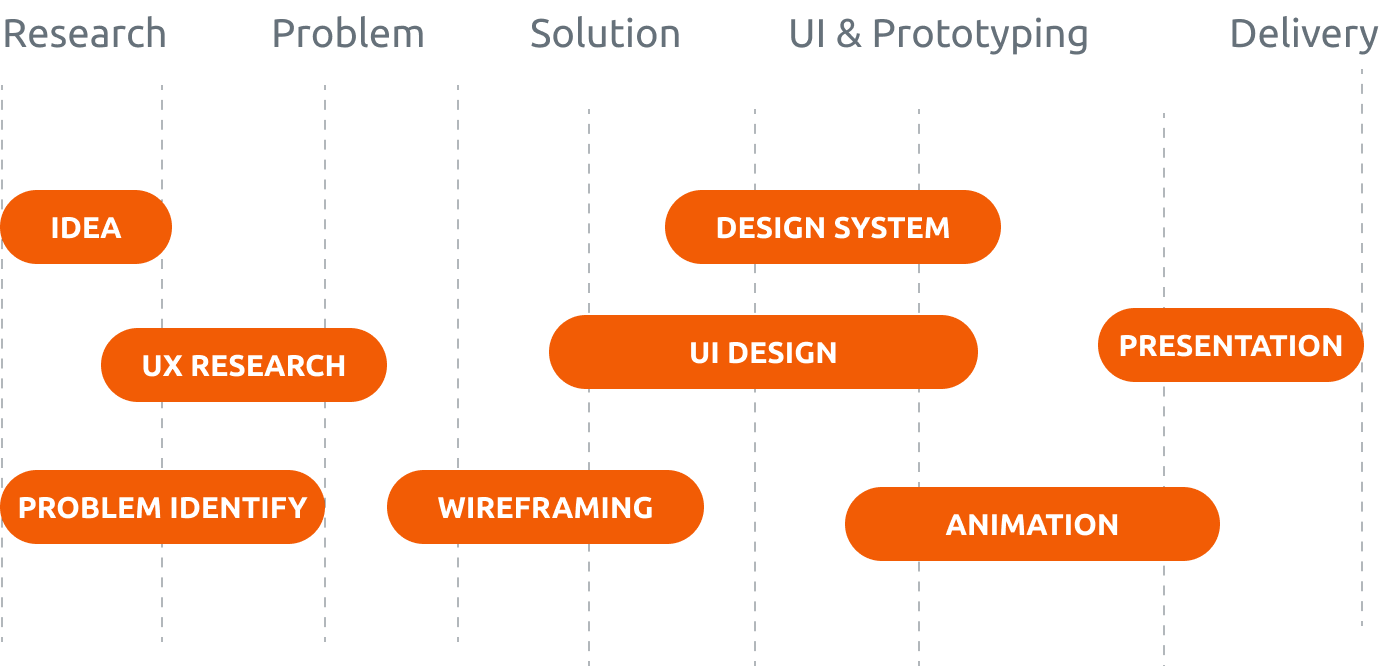 Research
Problem
Solution
UI & Prototyping
Delivery
IDEA
DESIGN SYSTEM
UX RESEARCH
UI DESIGN
PRESENTATION
PROBLEM IDENTIFY
WIREFRAMING
ANIMATION